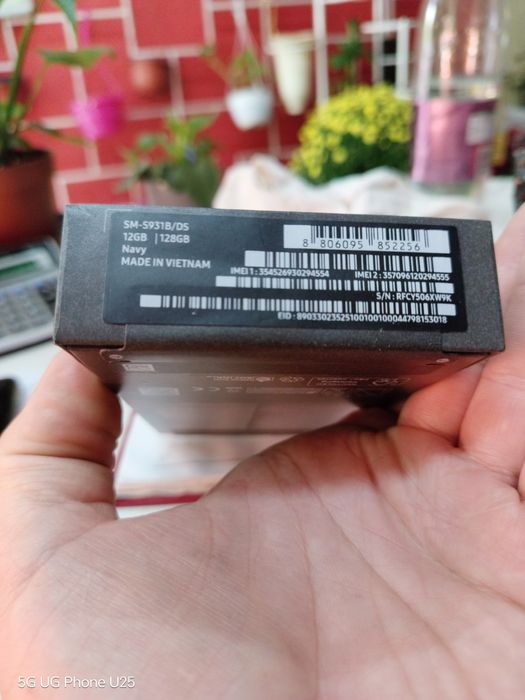 SM-S931B/DS
12GB | 128GB
Navy
MADE IN VIETNAM
8 806095 852256
IMEI 1 : 354526930294554
IMEI 2 : 357096120294555
S/N : RFCY506XW9K
EID : 89033023525100100100044798153018
5G UG Phone U25